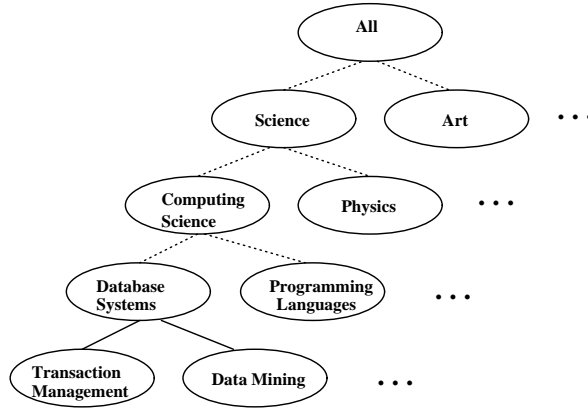 All
Science
Art
• • •
Computing
Science
Physics
• • •
Database
Systems
Programming
Languages
• • •
Transaction
Management
Data Mining
• • •